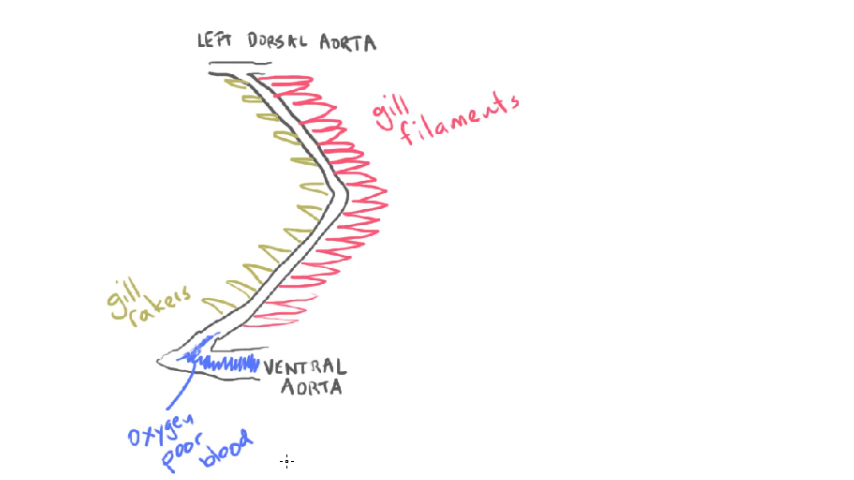 LEFT DORSAL AORTA
gill
filaments
gill
rakers
VENTRAL
AORTA
oxygen
poor
blood